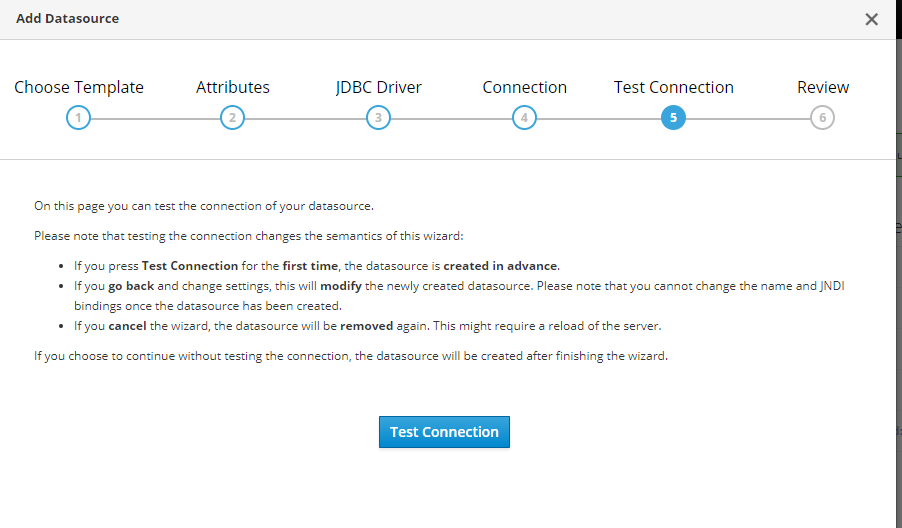 Add Datasource
Choose Template Attributes JDBC Driver Connection Test Connection Review
1 2 3 4 5 6
On this page you can test the connection of your datasource.
Please note that testing the connection changes the semantics of this wizard:
• If you press Test Connection for the first time, the datasource is created in advance.
• If you go back and change settings, this will modify the newly created datasource. Please note that you cannot change the name and JNDI
bindings once the datasource has been created.
• If you cancel the wizard, the datasource will be removed again. This might require a reload of the server.
If you choose to continue without testing the connection, the datasource will be created after finishing the wizard.
Test Connection